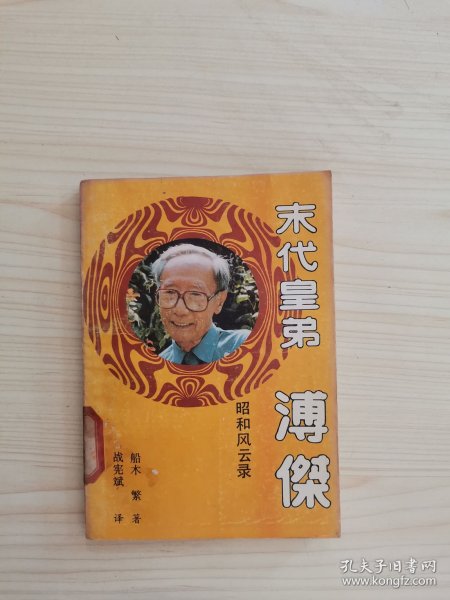 末代皇弟 溥傑
昭和风云录
船木 繁 著
战宪斌 译
孔夫子旧书网
www.kongfz.com